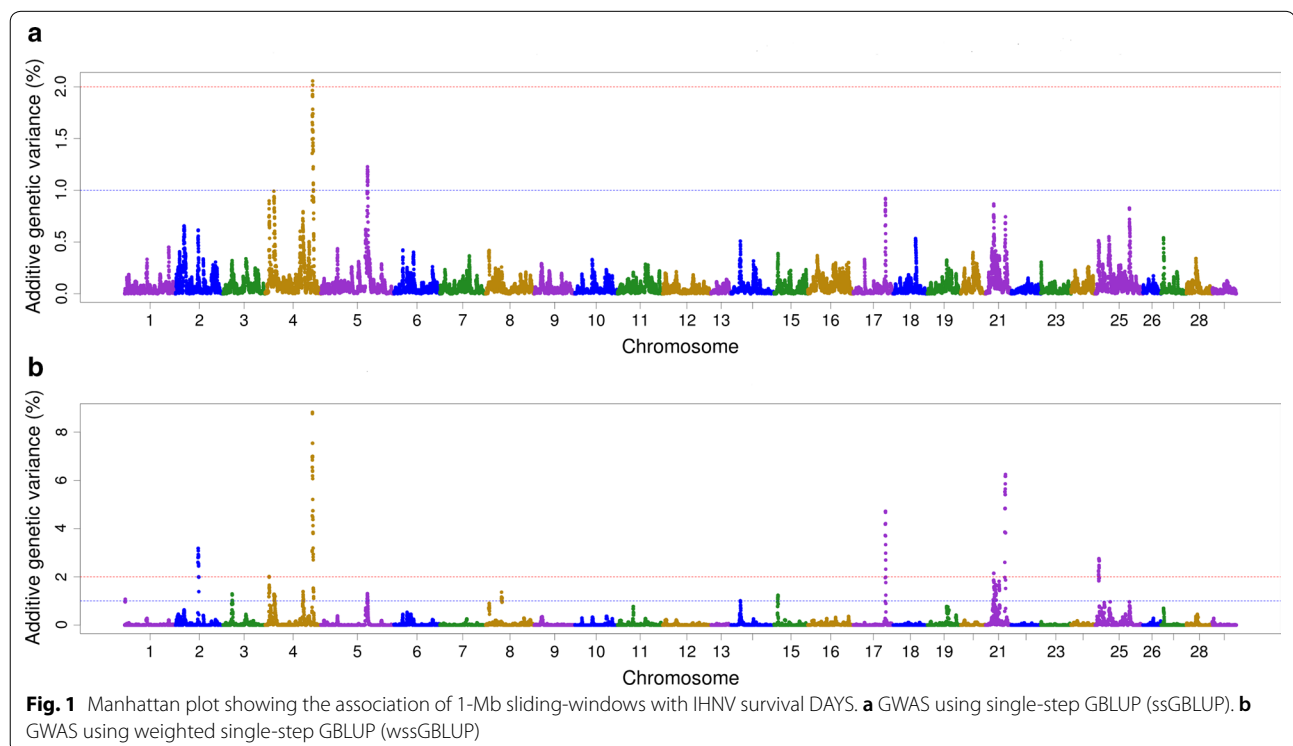 a
Additive genetic variance (%)
2.0
1.5
1.0
0.5
0.0
1 2 3 4 5 6 7 8 9 10 11 12 13 15 16 17 18 19 20 21 23 25 26 28
Chromosome
b
Additive genetic variance (%)
8
6
4
2
0
1 2 3 4 5 6 7 8 9 10 11 12 13 15 16 17 18 19 20 21 23 25 26 28
Chromosome
Fig. 1 Manhattan plot showing the association of 1-Mb sliding-windows with IHNV survival DAYS. a GWAS using single-step GBLUP (ssGBLUP). b
GWAS using weighted single-step GBLUP (wssGBLUP)